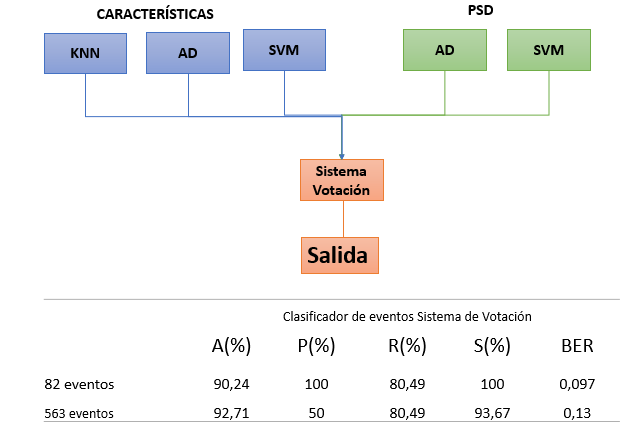 CARACTERÍSTICAS PSD
KNN AD SVM AD SVM
Sistema
Votación
Salida
Clasificador de eventos Sistema de Votación
A(%) P(%) R(%) S(%) BER
82 eventos 90,24 100 80,49 100 0,097
563 eventos 92,71 50 80,49 93,67 0,13